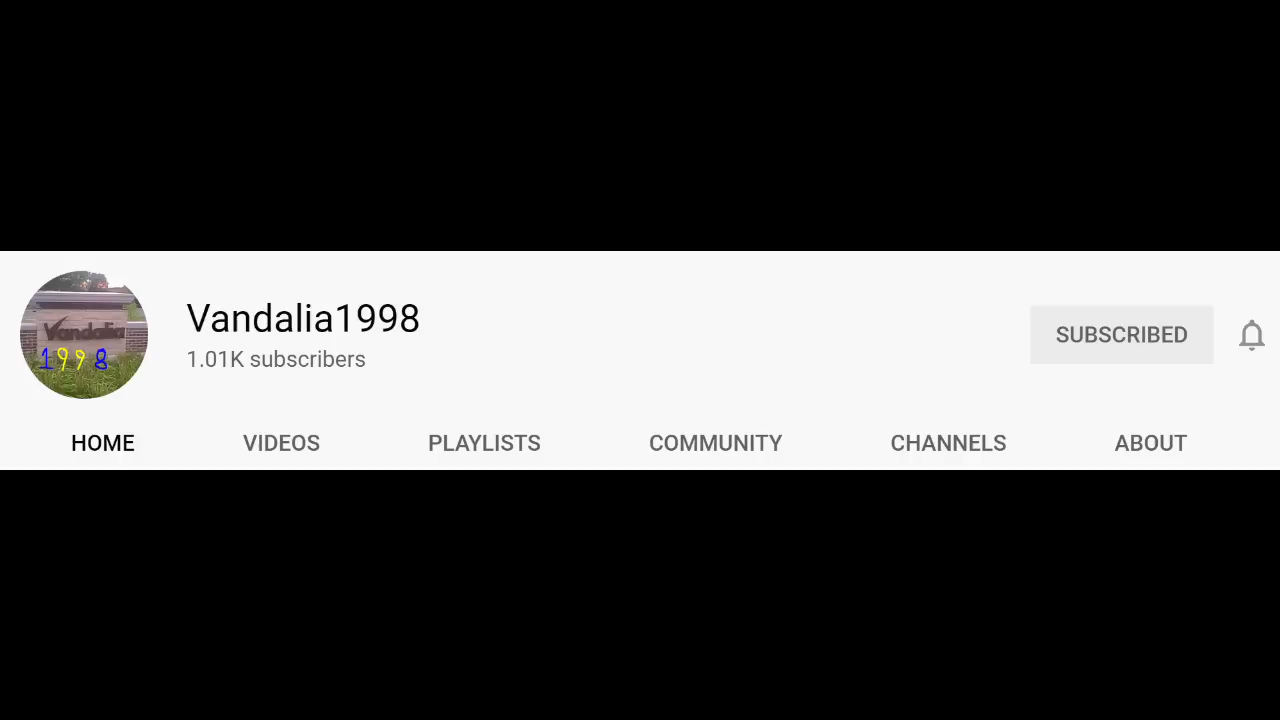 Vandalia
1998
Vandalia1998
1.01K subscribers
SUBSCRIBED
HOME VIDEOS PLAYLISTS COMMUNITY CHANNELS ABOUT